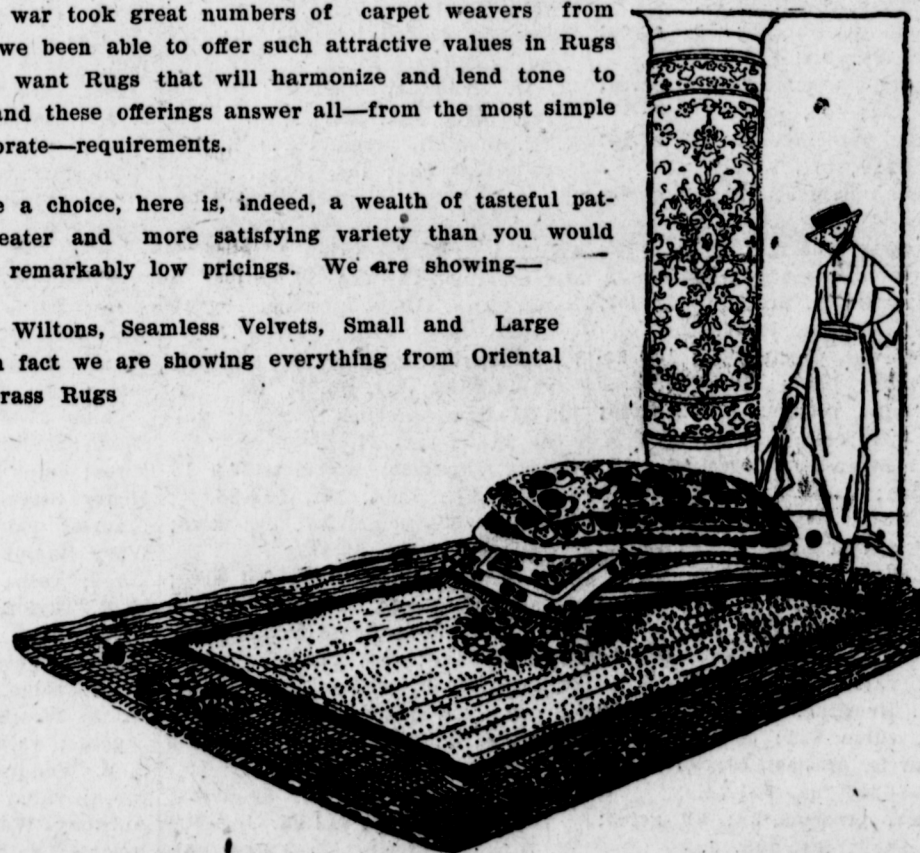 war took great numbers of carpet weavers from
we been able to offer such attractive values in Rugs
want Rugs that will harmonize and lend tone to
and these offerings answer all—from the most simple
orate—requirements.
e a choice, here is, indeed, a wealth of tasteful pat-
eater and more satisfying variety than you would
remarkably low pricings. We are showing—
Wiltons, Seamless Velvets, Small and Large
n fact we are showing everything from Oriental
rass Rugs